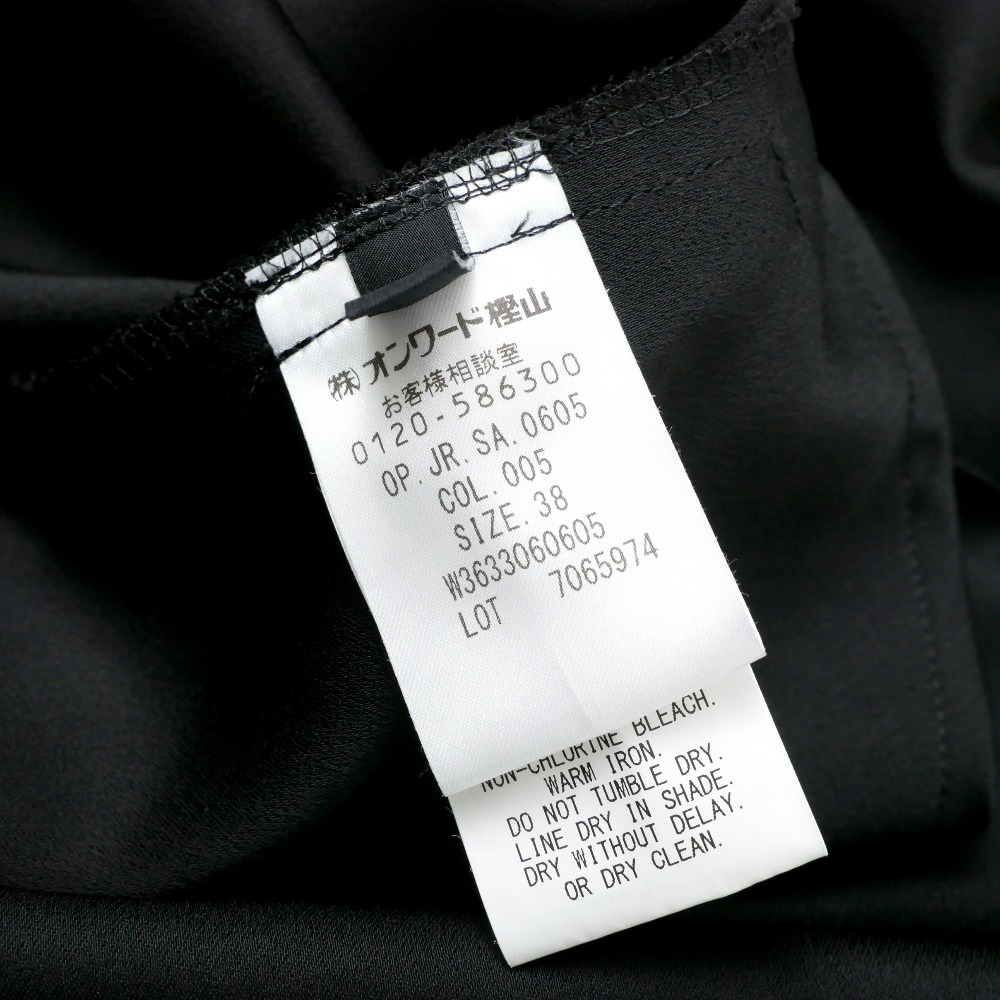 (株)オンワード樫山
お客様相談室
0120-586300
OP.JR.SA.0605
COL.005
SIZE.38
W3633060605
LOT 7065974
NON-CHLORINE BLEACH.
WARM IRON.
DO NOT TUMBLE DRY.
LINE DRY IN SHADE.
DRY WITHOUT DELAY.
OR DRY CLEAN.